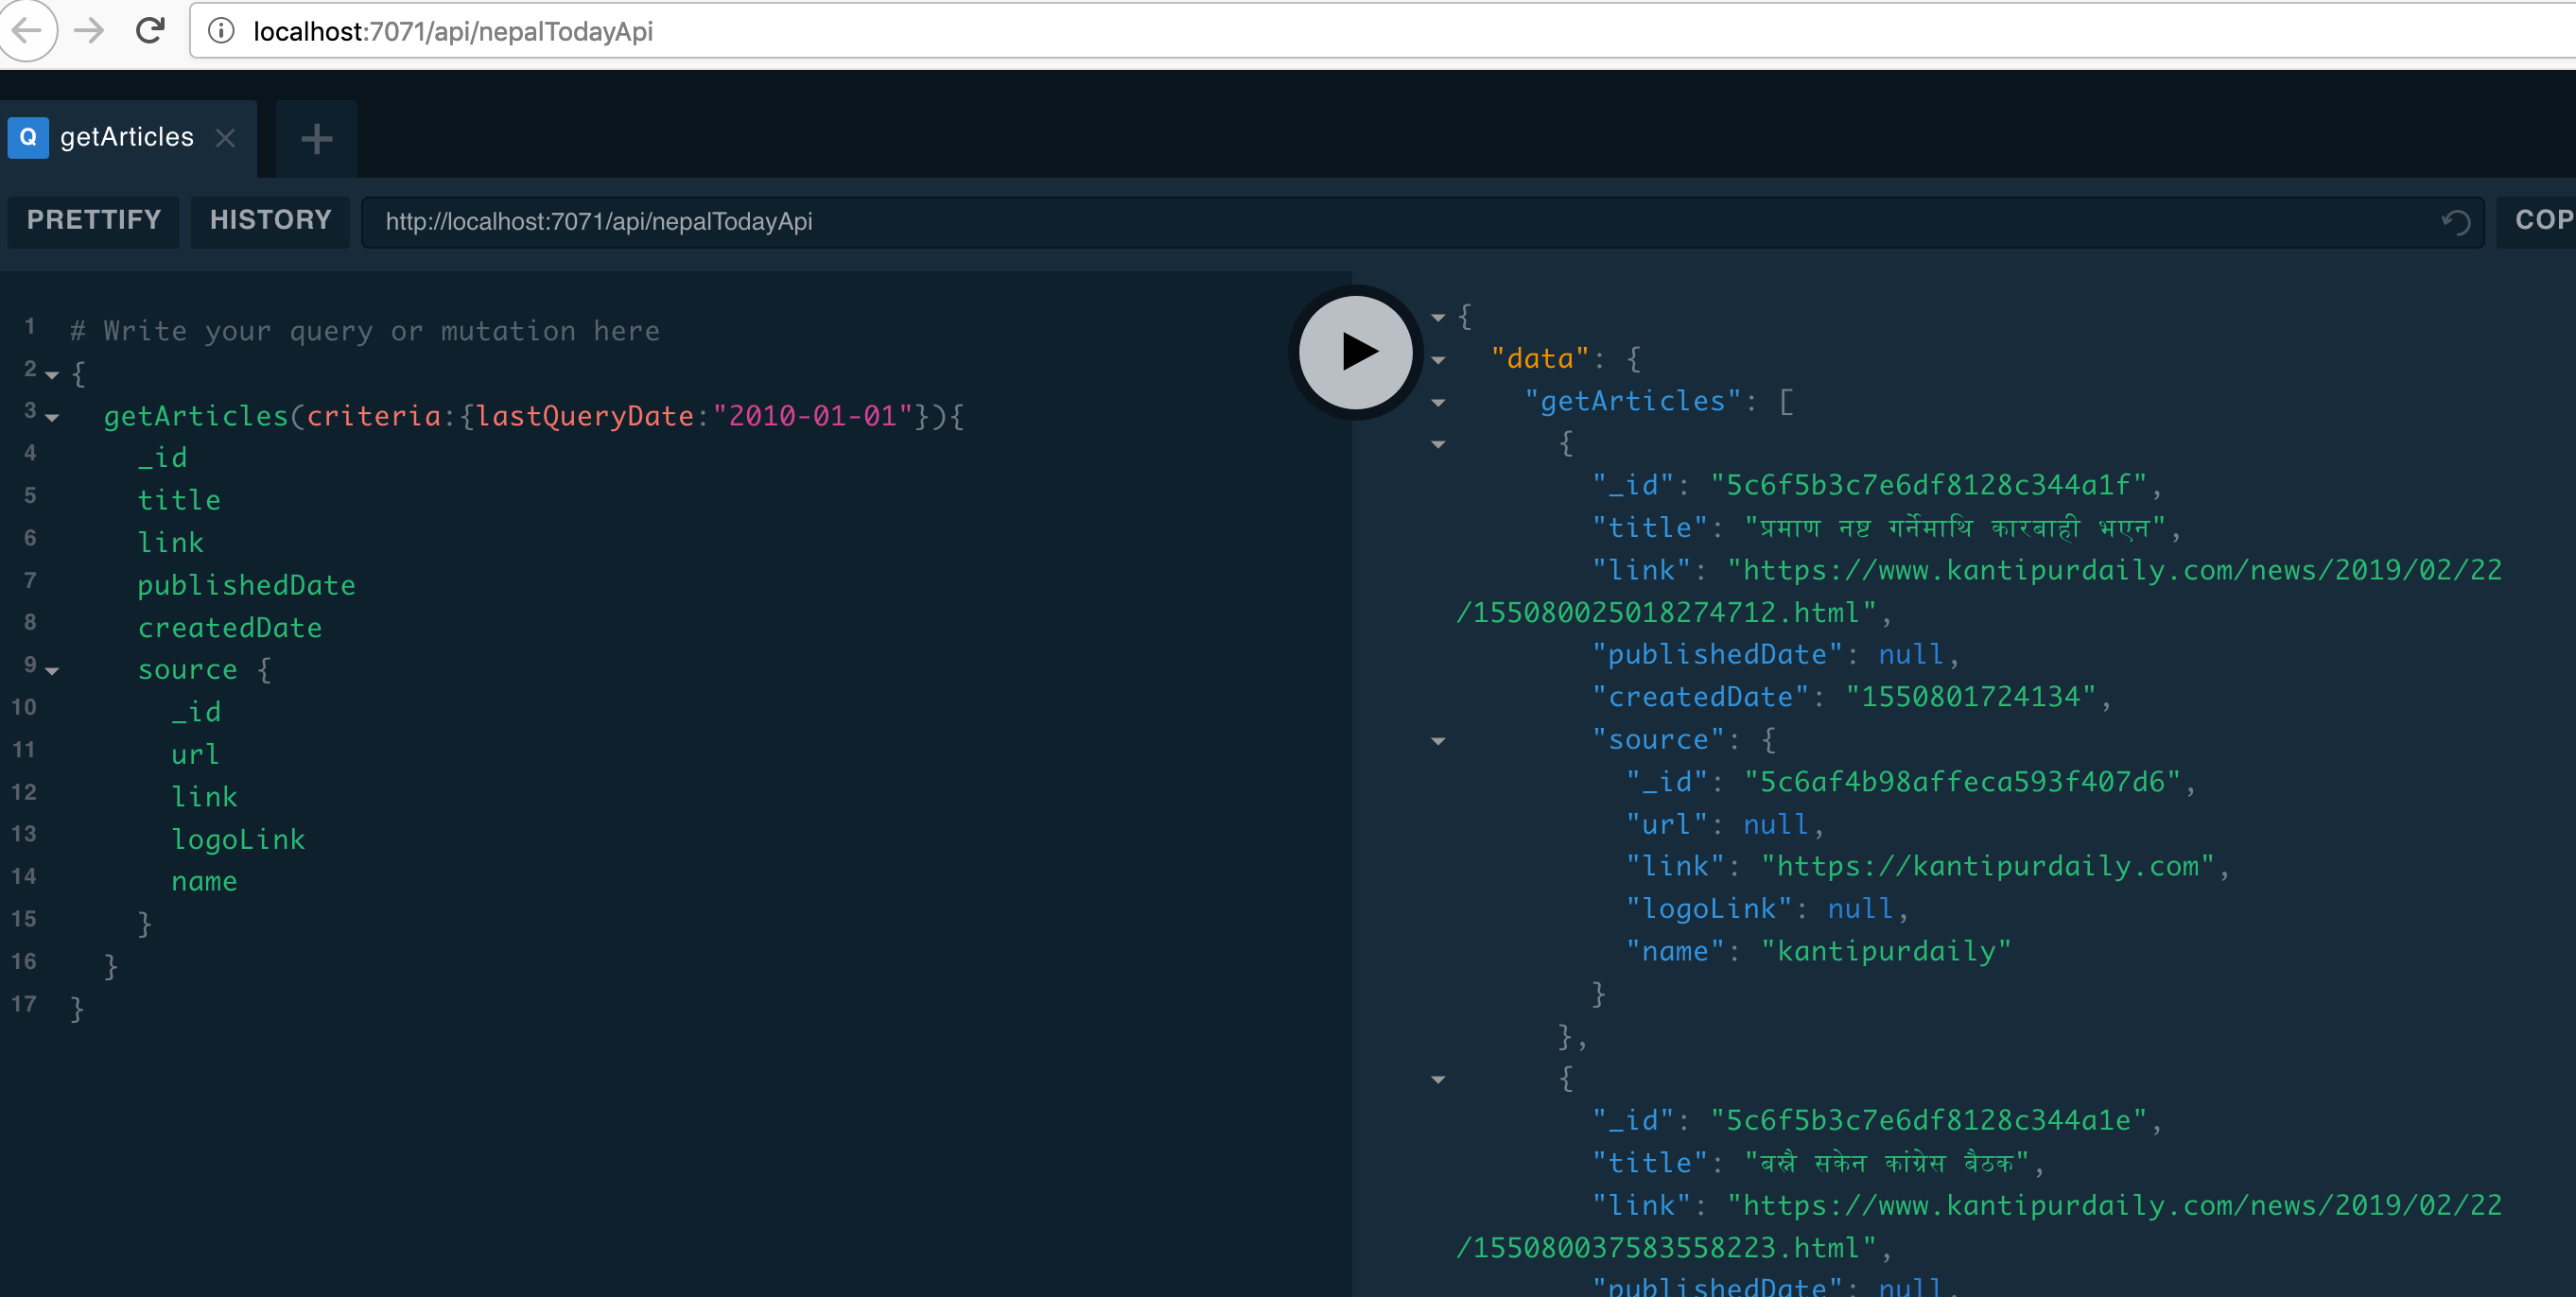 localhost:7071/api/nepalTodayApi
Q getArticles
PRETTIFY HISTORY http://localhost:7071/api/nepalTodayApi COP
1 # Write your query or mutation here
2 {
3 getArticles(criteria:{lastQueryDate:"2010-01-01"}){
4 _id
5 title
6 link
7 publishedDate
8 createdDate
9 source {
10 _id
11 url
12 link
13 logoLink
14 name
15 }
16 }
17 }
{
"data": {
"getArticles": [
{
"_id": "5c6f5b3c7e6df8128c344a1f",
"title": "प्रमाण नष्ट गर्नेमाथि कारबाही भएन",
"link": "https://www.kantipurdaily.com/news/2019/02/22
/155080025018274712.html",
"publishedDate": null,
"createdDate": "1550801724134",
"source": {
"_id": "5c6af4b98affeca593f407d6",
"url": null,
"link": "https://kantipurdaily.com",
"logoLink": null,
"name": "kantipurdaily"
}
},
{
"_id": "5c6f5b3c7e6df8128c344a1e",
"title": "बस्नै सकेन कांग्रेस बैठक",
"link": "https://www.kantipurdaily.com/news/2019/02/22
/155080037583558223.html",
"publishedDate": null,